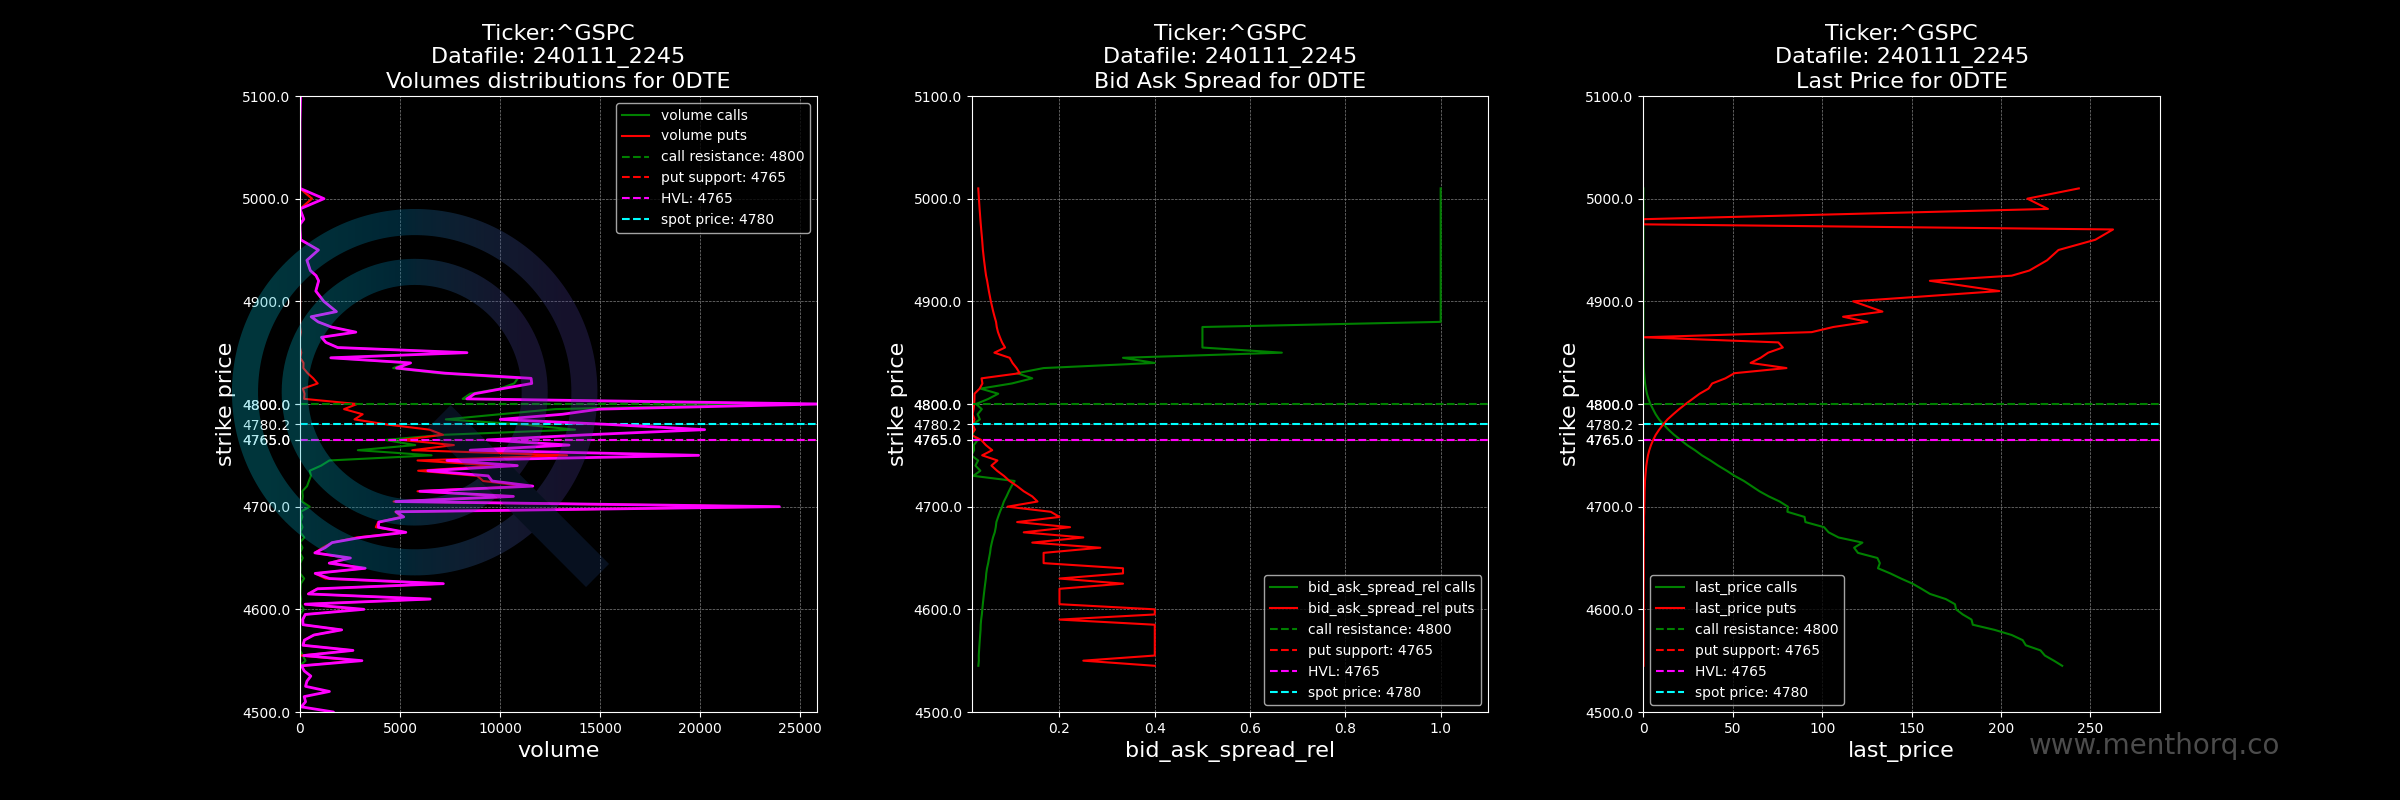 Ticker:^GSPC
Datafile: 240111_2245
Volumes distributions for 0DTE
5100.0
5000.0
4900.0
4800.0
4780.2
4765.0
4700.0
4600.0
4500.0
strike price
volume calls
volume puts
call resistance: 4800
put support: 4765
HVL: 4765
spot price: 4780
0
5000
10000
15000
20000
25000
volume
Ticker:^GSPC
Datafile: 240111_2245
Bid Ask Spread for 0DTE
5100.0
5000.0
4900.0
4800.0
4780.2
4765.0
4700.0
4600.0
4500.0
strike price
bid_ask_spread_rel calls
bid_ask_spread_rel puts
call resistance: 4800
put support: 4765
HVL: 4765
spot price: 4780
0.2
0.4
0.6
0.8
1.0
bid_ask_spread_rel
Ticker:^GSPC
Datafile: 240111_2245
Last Price for 0DTE
5100.0
5000.0
4900.0
4800.0
4780.2
4765.0
4700.0
4600.0
4500.0
strike price
last_price calls
last_price puts
call resistance: 4800
put support: 4765
HVL: 4765
spot price: 4780
0
50
100
150
200
250
last_price
www.menthorq.co